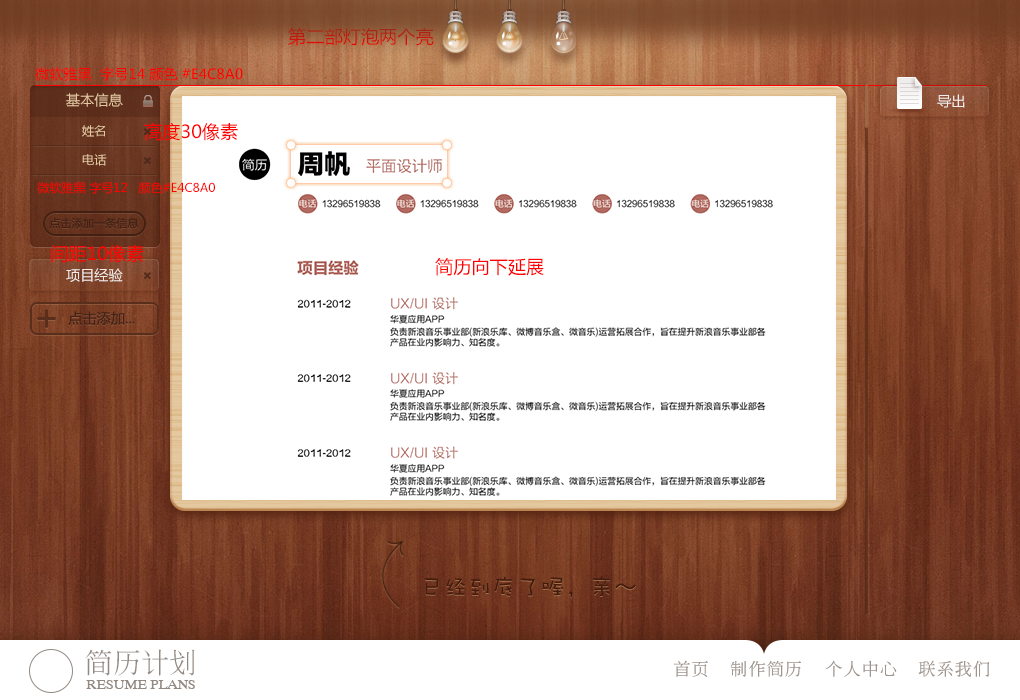 第二部灯泡两个亮
微软雅黑 字号14 颜色 #E4C8A0
基本信息
姓名
高度30像素
电话
微软雅黑 字号12 颜色#E4C8A0
点击添加一条信息
间距10像素
项目经验
点击添加...
导出
简历
周帆 平面设计师
电话 13296519838 电话 13296519838 电话 13296519838 电话 13296519838 电话 13296519838
项目经验
简历向下延展
2011-2012 UX/UI 设计
华夏应用APP
负责新浪音乐事业部(新浪乐库、微博音乐盒、微音乐)运营拓展合作，旨在提升新浪音乐事业部各
产品在业内影响力、知名度。
2011-2012 UX/UI 设计
华夏应用APP
负责新浪音乐事业部(新浪乐库、微博音乐盒、微音乐)运营拓展合作，旨在提升新浪音乐事业部各
产品在业内影响力、知名度。
2011-2012 UX/UI 设计
华夏应用APP
负责新浪音乐事业部(新浪乐库、微博音乐盒、微音乐)运营拓展合作，旨在提升新浪音乐事业部各
产品在业内影响力、知名度。
已经到底了喔，亲～
简历计划
RESUME PLANS
首页 制作简历 个人中心 联系我们